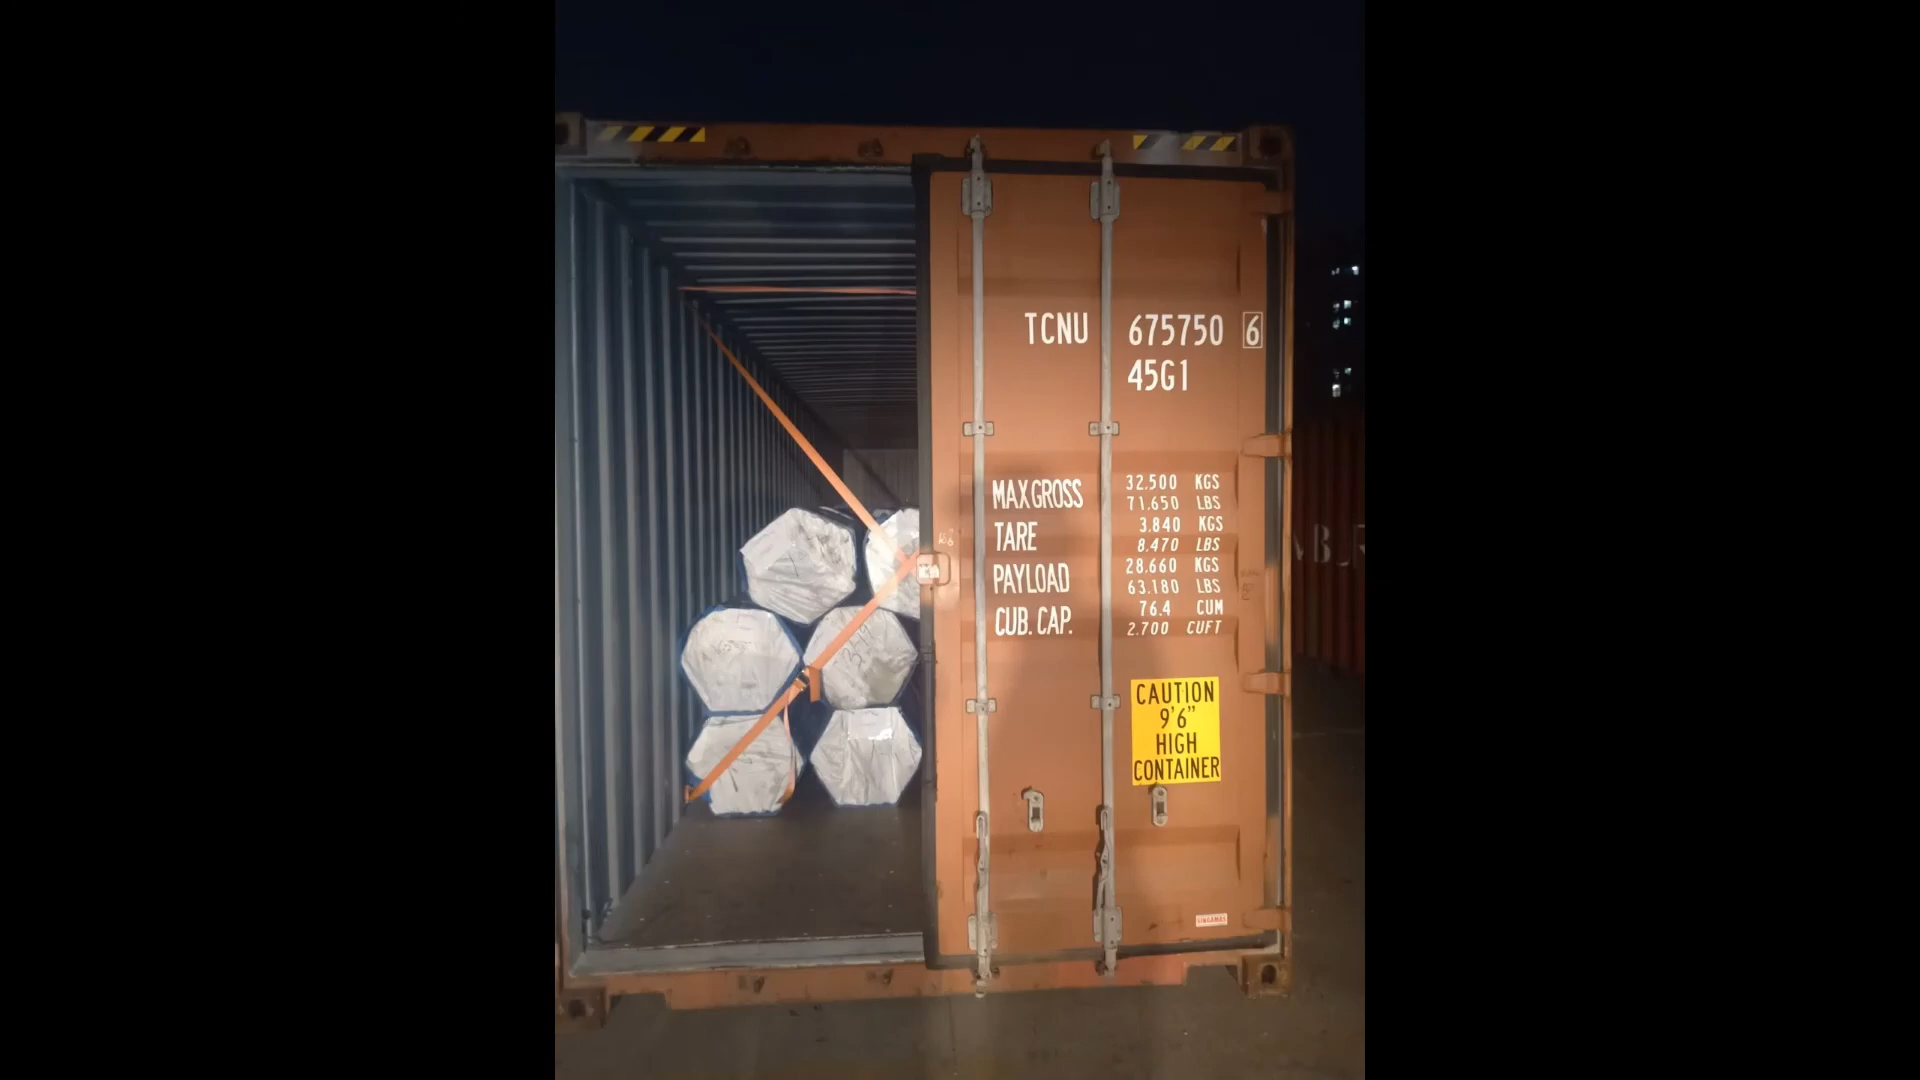 TCNU 675750 6
45G1
MAX GROSS 32.500 KGS
71.650 LBS
TARE 3.840 KGS
8.470 LBS
PAYLOAD 28.660 KGS
63.180 LBS
CUB. CAP. 76.4 CUM
2.700 CUFT
CAUTION
9'6"
HIGH
CONTAINER